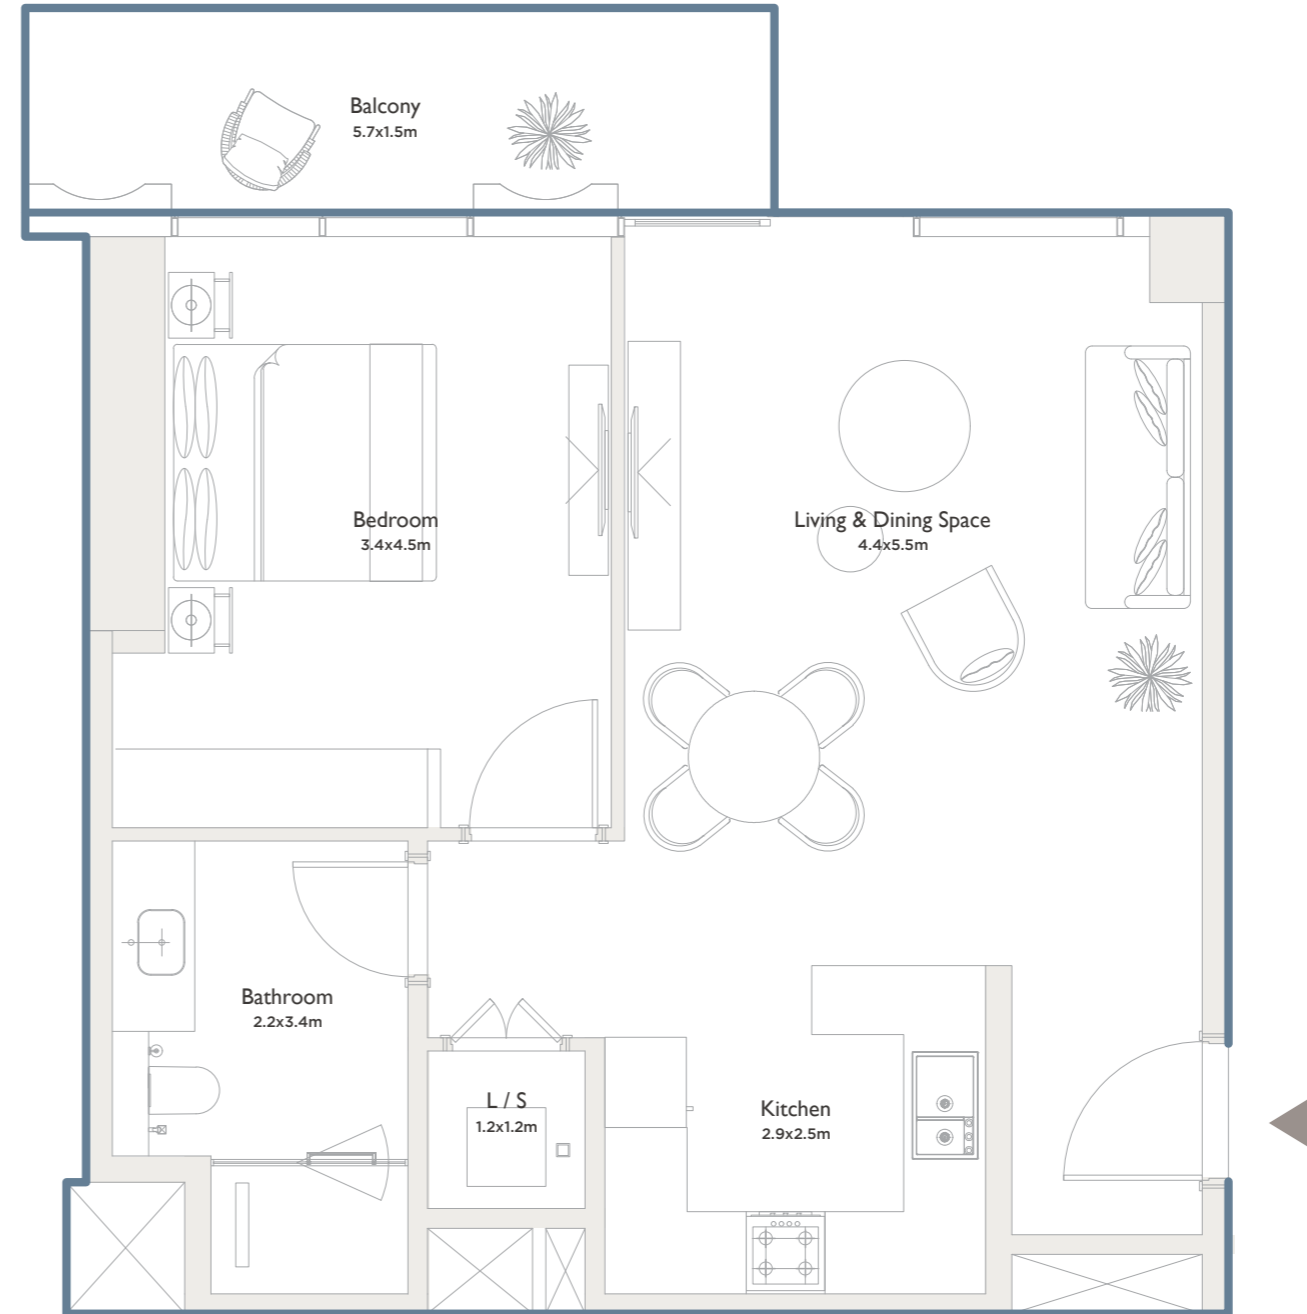 Balcony
5.7x1.5m
Bedroom
3.4x4.5m
Living & Dining Space
4.4x5.5m
Bathroom
2.2x3.4m
L / S
1.2x1.2m
Kitchen
2.9x2.5m